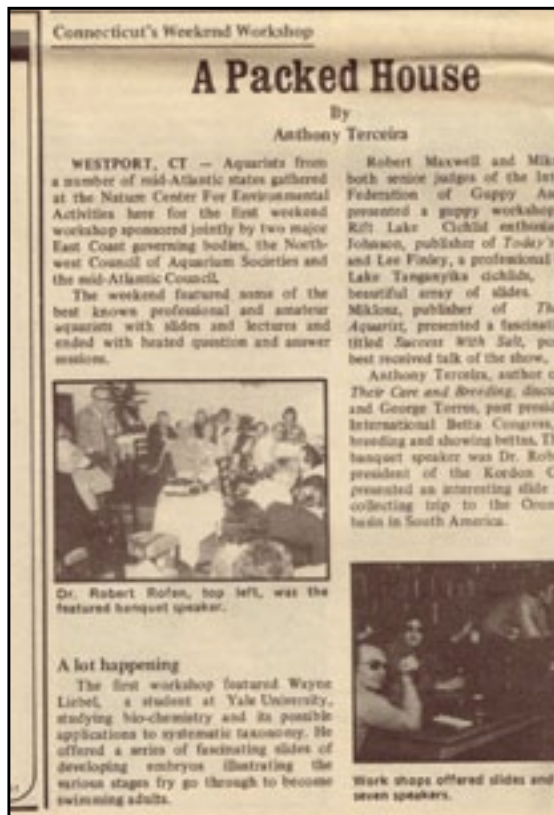 Connecticut's Weekend Workshop
A Packed House
By
Anthony Terceira
WESTPORT, CT — Aquarists from
a number of mid-Atlantic states gathered
at the Nature Center For Environmental
Activities here for the first weekend
workshop sponsored jointly by two major
East Coast governing bodies, the North-
west Council of Aquarium Societies and
the mid-Atlantic Council.
The weekend featured some of the
best known professional and amateur
aquarists with slides and lectures and
ended with heated question and answer
sessions.
Dr. Robert Rofen, top left, was the
featured banquet speaker.
A lot happening
The first workshop featured Wayne
Liebel, a student at Yale University,
studying bio-chemistry and its possible
applications to systematic taxonomy. He
offered a series of fascinating slides of
developing embryos illustrating the
various stages fry go through to become
swimming adults.
Robert Maxwell and
both senior judges of the
Federation of Guppy
presented a guppy
Rift Lake Cichlid
Johnson, publisher of Today's
and Lee Finley, a professional
Lake Tanganyika cichlids,
beautiful array of slides.
Miklosz, publisher of
Aquarist, presented a
titled Success With Salt,
best received talk of the show.
Anthony Terceira, author
Their Care and Breeding,
and George Torres, past
International Betta Congress,
breeding and showing bettas.
banquet speaker was Dr.
president of the Kordon
presented an interesting slide
collecting trip to the
basin in South America.
Work shops offered slides and
seven speakers.